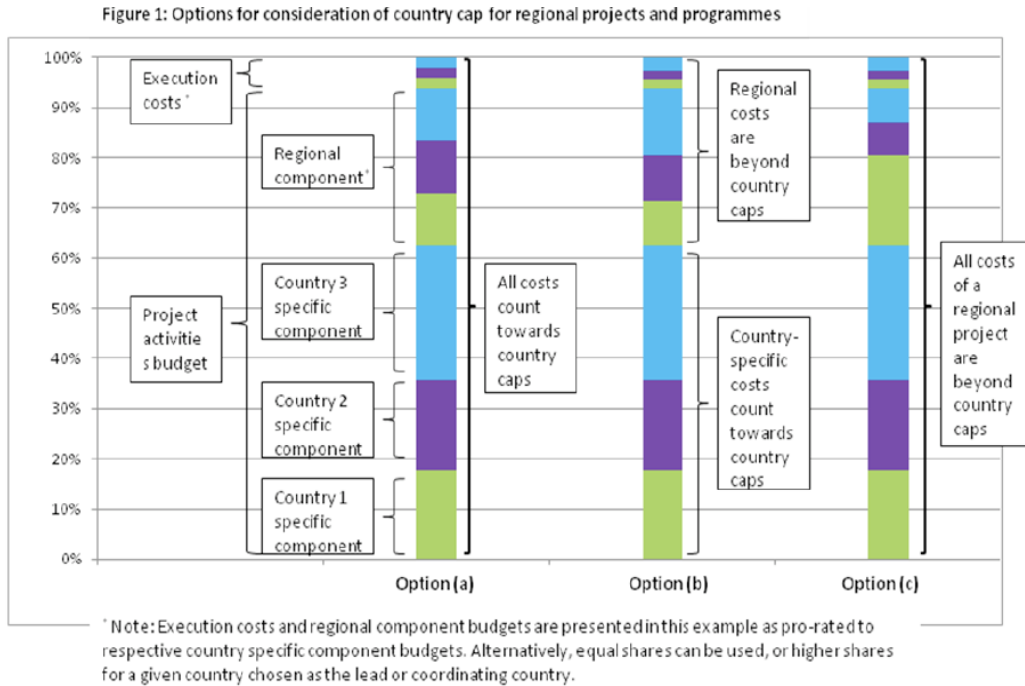 Figure 1: Options for consideration of country cap for regional projects and programmes
100%
90%
80%
70%
60%
50%
40%
30%
20%
10%
0%
Execution
costs *
Project
activitie
s budget
Regional
component*
Country 3
specific
component
Country 2
specific
component
Country 1
specific
component
All costs
count
towards
country
caps
Regional
costs
are
beyond
country
caps
Country-
specific
costs
count
towards
country
caps
All costs
of a
regional
project
are
beyond
country
caps
Option (a)
Option (b)
Option (c)
* Note: Execution costs and regional component budgets are presented in this example as pro-rated to
respective country specific component budgets. Alternatively, equal shares can be used, or higher shares
for a given country chosen as the lead or coordinating country.